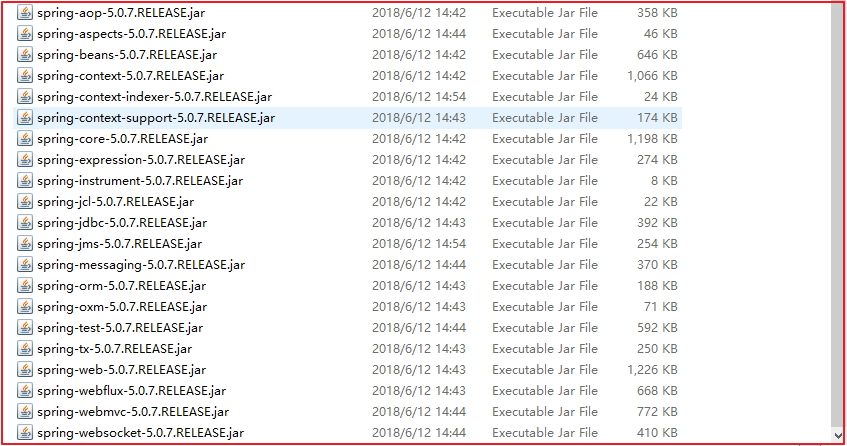 spring-aop-5.0.7.RELEASE.jar 2018/6/12 14:42 Executable Jar File 358 KB
spring-aspects-5.0.7.RELEASE.jar 2018/6/12 14:44 Executable Jar File 46 KB
spring-beans-5.0.7.RELEASE.jar 2018/6/12 14:42 Executable Jar File 646 KB
spring-context-5.0.7.RELEASE.jar 2018/6/12 14:42 Executable Jar File 1,066 KB
spring-context-indexer-5.0.7.RELEASE.jar 2018/6/12 14:54 Executable Jar File 24 KB
spring-context-support-5.0.7.RELEASE.jar 2018/6/12 14:43 Executable Jar File 174 KB
spring-core-5.0.7.RELEASE.jar 2018/6/12 14:42 Executable Jar File 1,198 KB
spring-expression-5.0.7.RELEASE.jar 2018/6/12 14:42 Executable Jar File 274 KB
spring-instrument-5.0.7.RELEASE.jar 2018/6/12 14:42 Executable Jar File 8 KB
spring-jcl-5.0.7.RELEASE.jar 2018/6/12 14:42 Executable Jar File 22 KB
spring-jdbc-5.0.7.RELEASE.jar 2018/6/12 14:43 Executable Jar File 392 KB
spring-jms-5.0.7.RELEASE.jar 2018/6/12 14:54 Executable Jar File 254 KB
spring-messaging-5.0.7.RELEASE.jar 2018/6/12 14:44 Executable Jar File 370 KB
spring-orm-5.0.7.RELEASE.jar 2018/6/12 14:43 Executable Jar File 188 KB
spring-oxm-5.0.7.RELEASE.jar 2018/6/12 14:43 Executable Jar File 71 KB
spring-test-5.0.7.RELEASE.jar 2018/6/12 14:44 Executable Jar File 592 KB
spring-tx-5.0.7.RELEASE.jar 2018/6/12 14:43 Executable Jar File 250 KB
spring-web-5.0.7.RELEASE.jar 2018/6/12 14:43 Executable Jar File 1,226 KB
spring-webflux-5.0.7.RELEASE.jar 2018/6/12 14:43 Executable Jar File 668 KB
spring-webmvc-5.0.7.RELEASE.jar 2018/6/12 14:44 Executable Jar File 772 KB
spring-websocket-5.0.7.RELEASE.jar 2018/6/12 14:44 Executable Jar File 410 KB